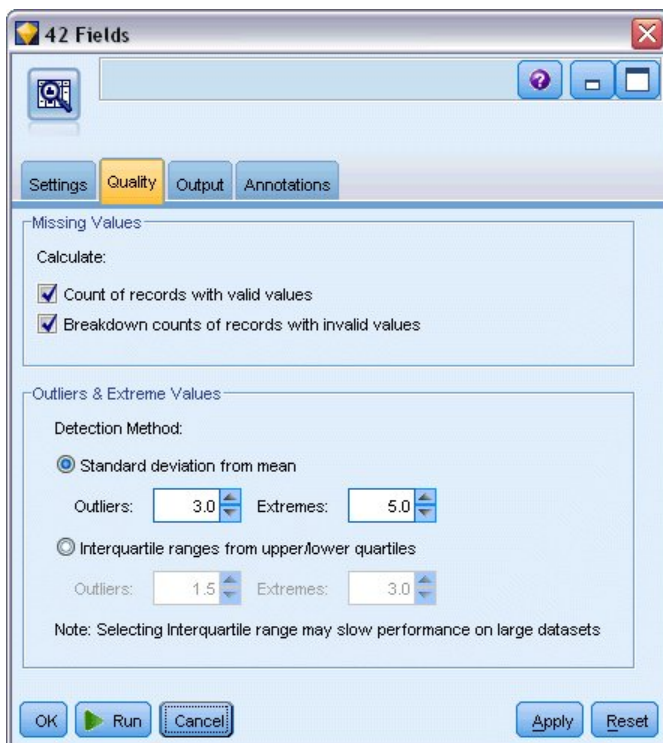 42 Fields
Settings Quality Output Annotations
Missing Values
Calculate:
Count of records with valid values
Breakdown counts of records with invalid values
Outliers & Extreme Values
Detection Method:
Standard deviation from mean
Outliers: 3.0 Extremes: 5.0
Interquartile ranges from upper/lower quartiles
Outliers: 1.5 Extremes: 3.0
Note: Selecting Interquartile range may slow performance on large datasets
OK Run Cancel Apply Reset